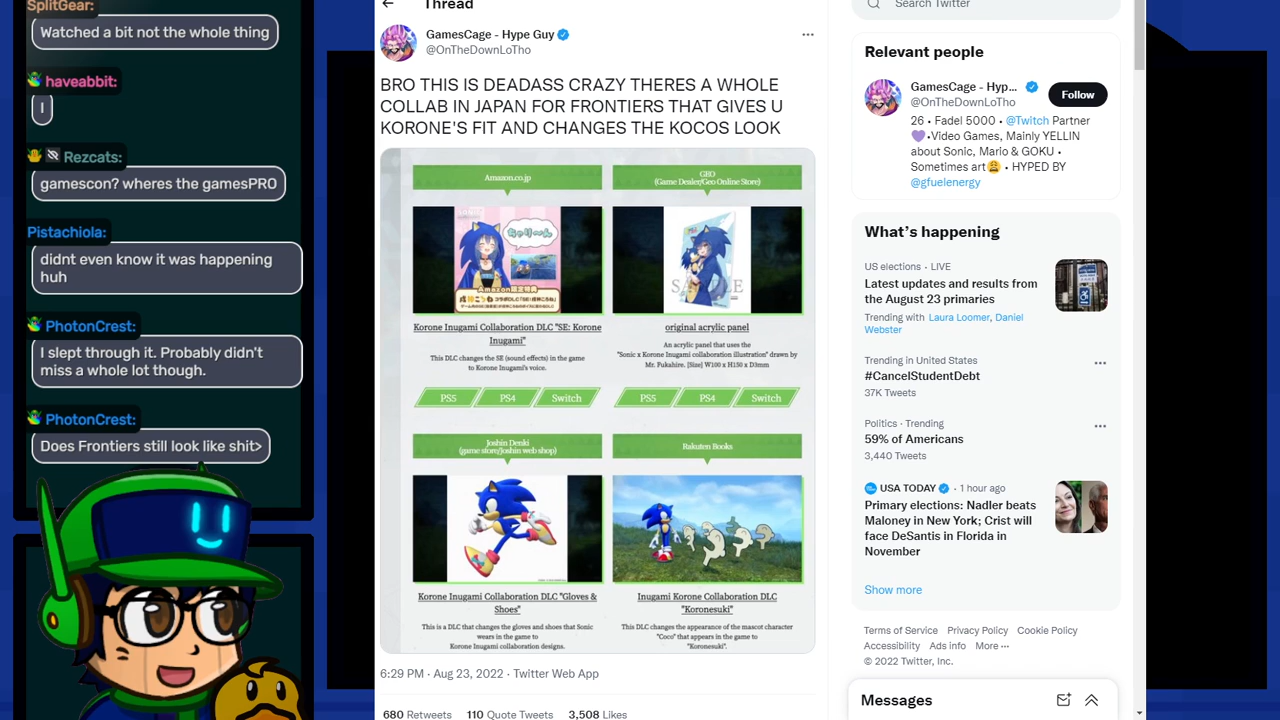 SplitGear:
Watched a bit not the whole thing
haveabbit:
I
Rezcats:
gamescon? wheres the gamesPRO
Pistachiola:
didnt even know it was happening
huh
PhotonCrest:
I slept through it. Probably didn't
miss a whole lot though.
PhotonCrest:
Does Frontiers still look like shit>
Thread
GamesCage - Hype Guy
@OnTheDownLoTho
BRO THIS IS DEADASS CRAZY THERES A WHOLE
COLLAB IN JAPAN FOR FRONTIERS THAT GIVES U
KORONE'S FIT AND CHANGES THE KOCOS LOOK
Amazon.co.jp
Korone Inugami Collaboration DLC "SE: Korone
Inugami"
This DLC changes the SE (sound effects) in the game
to Korone Inugami's voice.
PS5 PS4 Switch
GEO
(Game Dealer/Geo Online Store)
SAMPLE
original acrylic panel
An acrylic panel that uses the
"Sonic x Korone Inugami collaboration illustration" drawn by
Mr. Fukahire. [Size] W100 x H150 x D3mm
PS5 PS4 Switch
Joshin Denki
(game store/Joshin web shop)
Korone Inugami Collaboration DLC "Gloves &
Shoes"
This is a DLC that changes the gloves and shoes that Sonic
wears in the game to
Korone Inugami collaboration designs.
Rakuten Books
Inugami Korone Collaboration DLC
"Koronesuki"
This DLC changes the appearance of the mascot character
"Coco" that appears in the game to
"Koronesuki".
6:29 PM · Aug 23, 2022 · Twitter Web App
680 Retweets 110 Quote Tweets 3,508 Likes
Search Twitter
Relevant people
GamesCage - Hyp...
@OnTheDownLoTho
Follow
26 • Fadel 5000 • @Twitch Partner
•Video Games, Mainly YELLIN
about Sonic, Mario & GOKU •
Sometimes art • HYPED BY
@gfuelenergy
What's happening
US elections · LIVE
Latest updates and results from
the August 23 primaries
Trending with Laura Loomer, Daniel
Webster
Trending in United States
#CancelStudentDebt
37K Tweets
Politics · Trending
59% of Americans
3,440 Tweets
USA TODAY · 1 hour ago
Primary elections: Nadler beats
Maloney in New York; Crist will
face DeSantis in Florida in
November
Show more
Terms of Service Privacy Policy Cookie Policy
Accessibility Ads info More ···
© 2022 Twitter, Inc.
Messages